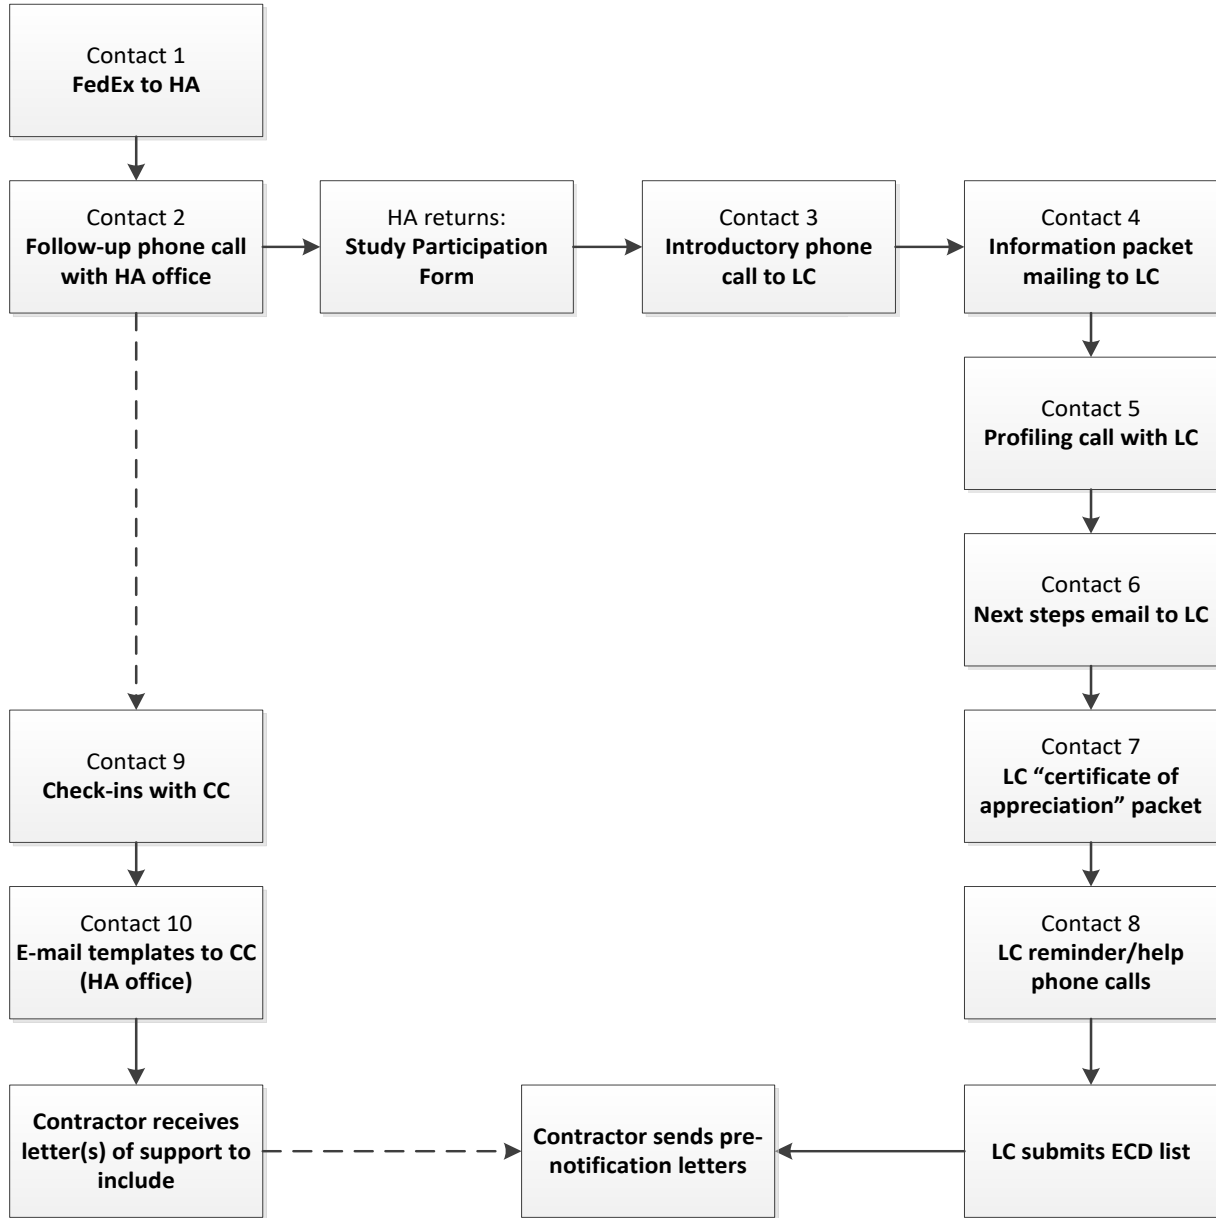 Contact 1
FedEx to HA
Contact 2
Follow-up phone call
with HA office
HA returns:
Study Participation
Form
Contact 3
Introductory phone
call to LC
Contact 4
Information packet
mailing to LC
Contact 5
Profiling call with LC
Contact 6
Next steps email to LC
Contact 9
Check-ins with CC
Contact 7
LC “certificate of
appreciation” packet
Contact 10
E-mail templates to CC
(HA office)
Contact 8
LC reminder/help
phone calls
Contractor receives
letter(s) of support to
include
Contractor sends pre-
notification letters
LC submits ECD list